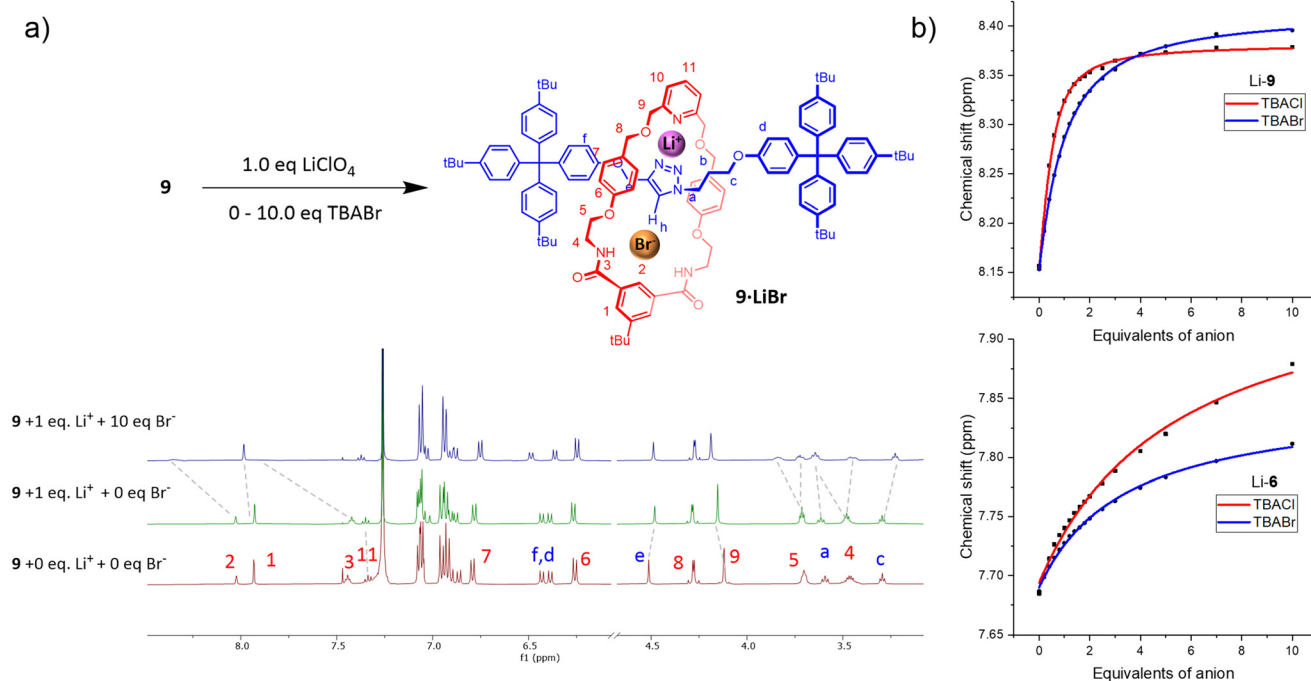 a)
9
1.0 eq LiClO4
0 - 10.0 eq TBABr
tBu
tBu
tBu
tBu
tBu
tBu
tBu
11
10
N
9
O
O
8
Li+
f
7
O
e
N
N
N
b
a
c
O
d
6
5
O
O
H
h
4
Br-
NH
3
2
HN
O
O
1
9·LiBr
9 +1 eq. Li+ + 10 eq Br-
9 +1 eq. Li+ + 0 eq Br-
9 +0 eq. Li+ + 0 eq Br-
2
1
3
11
7
f,d
6
e
8
9
5
a
4
c
8.0
7.5
7.0
6.5
4.5
4.0
3.5
f1 (ppm)
b)
Chemical shift (ppm)
8.40
8.35
8.30
8.25
8.20
8.15
Li-9
TBACl
TBABr
0 2 4 6 8 10
Equivalents of anion
Chemical shift (ppm)
7.90
7.85
7.80
7.75
7.70
7.65
Li-6
TBACl
TBABr
0 2 4 6 8 10
Equivalents of anion